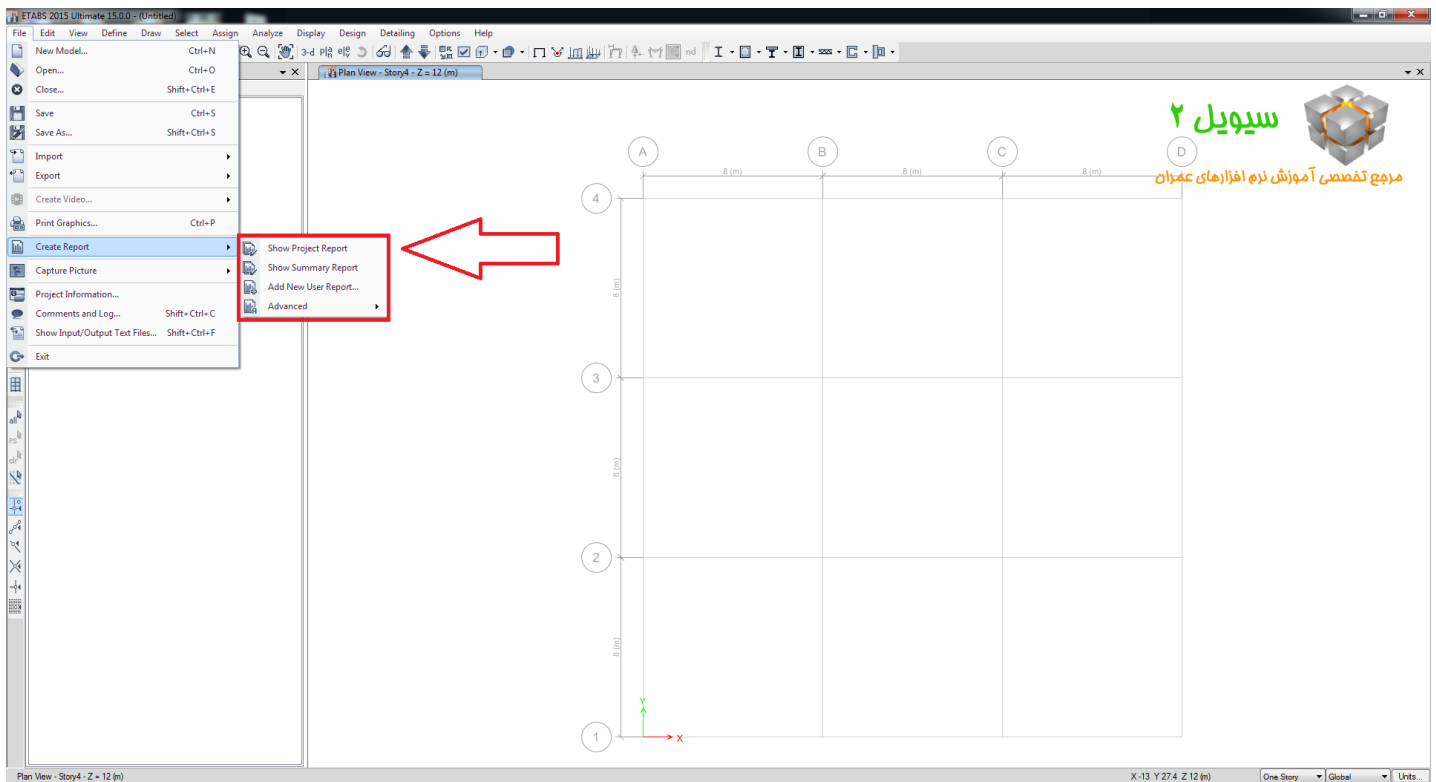 ETABS 2015 Ultimate 15.0.0 - (Untitled)
File Edit View Define Draw Select Assign Analyze Display Design Detailing Options Help
New Model... Ctrl+N
Open... Ctrl+O
Close... Shift+Ctrl+E
Save Ctrl+S
Save As... Shift+Ctrl+S
Import
Export
Create Video...
Print Graphics... Ctrl+P
Create Report
Capture Picture
Project Information...
Comments and Log... Shift+Ctrl+C
Show Input/Output Text Files... Shift+Ctrl+F
Exit
Show Project Report
Show Summary Report
Add New User Report...
Advanced
3-d
nd
all
ps
clr
Plan View - Story4 - Z = 12 (m)
سیویل ۲
مرجع تخصصی آموزش نرم افزارهای عمران
A B C D
8 (m) 8 (m) 8 (m)
4
8 (m)
3
8 (m)
2
8 (m)
1
Y
X
Plan View - Story4 - Z = 12 (m) X -13 Y 27.4 Z 12 (m) One Story Global Units...